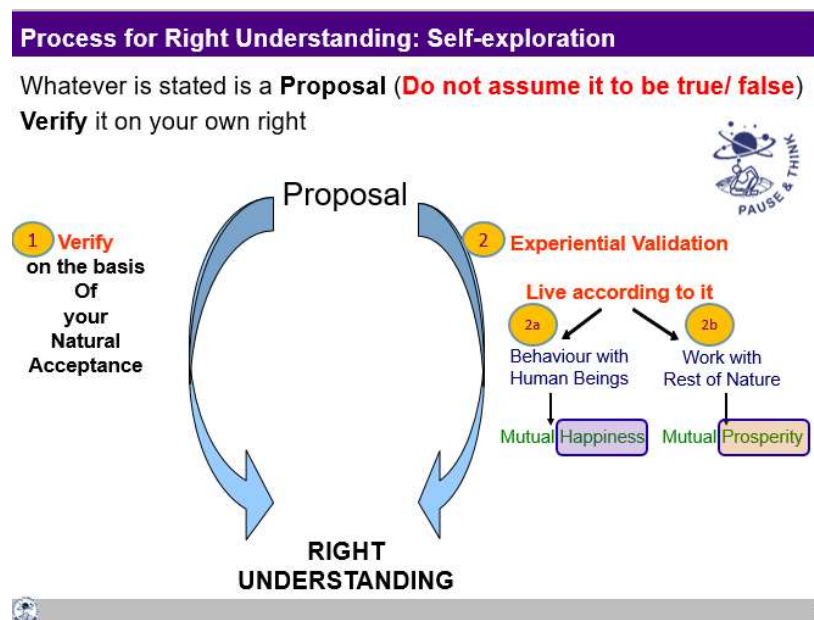 Process for Right Understanding: Self-exploration
Whatever is stated is a Proposal (Do not assume it to be true/ false)
Verify it on your own right
PAUSE & THINK
Proposal
1 Verify
on the basis
Of
your
Natural
Acceptance
2 Experiential Validation
Live according to it
2a
2b
Behaviour with
Human Beings
Work with
Rest of Nature
Mutual Happiness
Mutual Prosperity
RIGHT
UNDERSTANDING